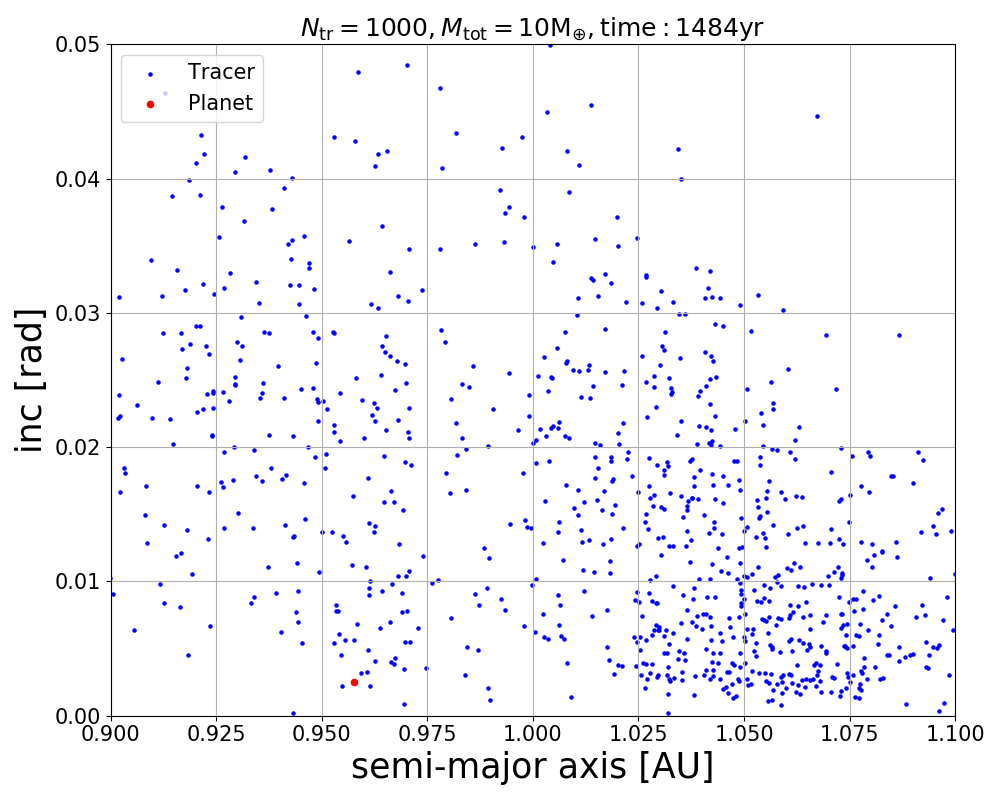 N_tr = 1000, M_tot = 10M_⊕, time : 1484yr
0.05
Tracer
Planet
0.04
0.03
inc [rad]
0.02
0.01
0.00
0.900 0.925 0.950 0.975 1.000 1.025 1.050 1.075 1.100
semi-major axis [AU]